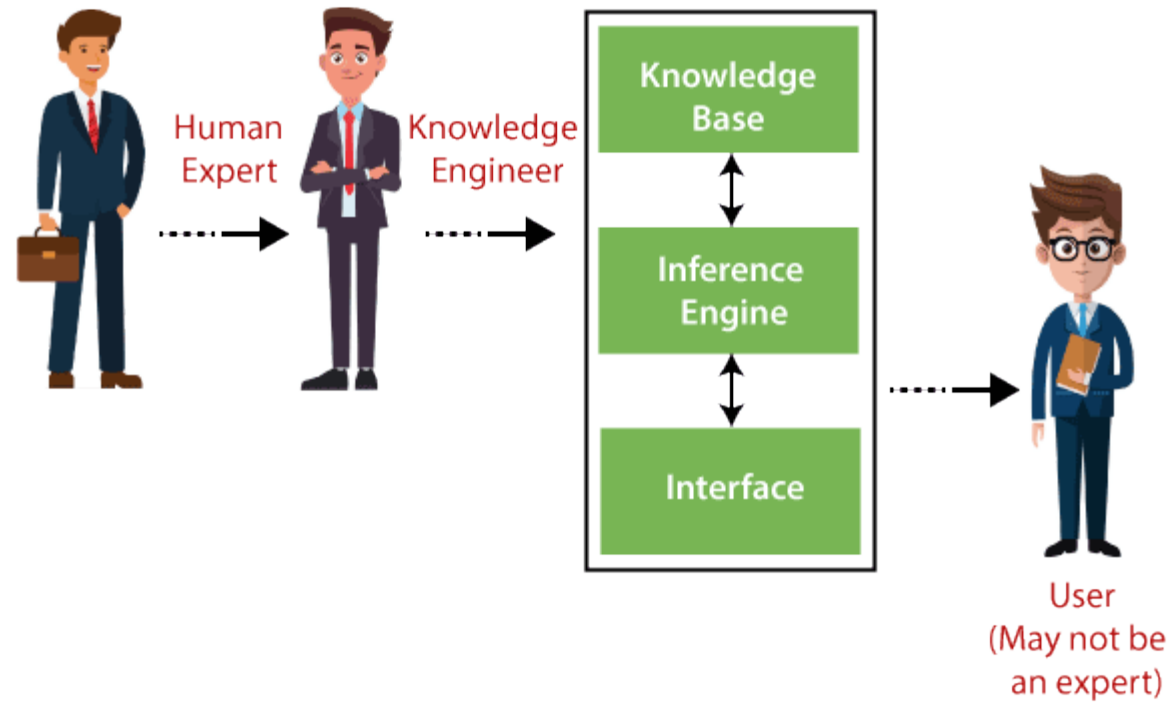 Human
Expert
Knowledge
Engineer
Knowledge
Base
Inference
Engine
Interface
User
(May not be
an expert)